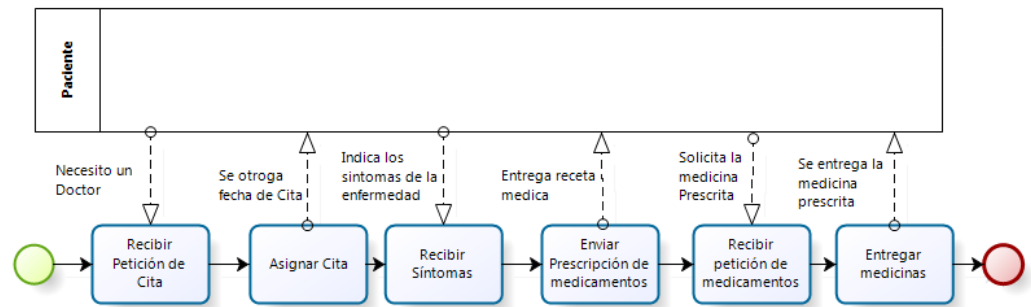 Paciente
Necesito un
Doctor
Se otroga
fecha de Cita
Indica los
sintomas de la
enfermedad
Entrega receta
medica
Solicita la
medicina
Prescrita
Se entrega la
medicina
prescrita
Recibir
Petición de
Cita
Asignar Cita
Recibir
Síntomas
Enviar
Prescripción de
medicamentos
Recibir
petición de
medicamentos
Entregar
medicinas